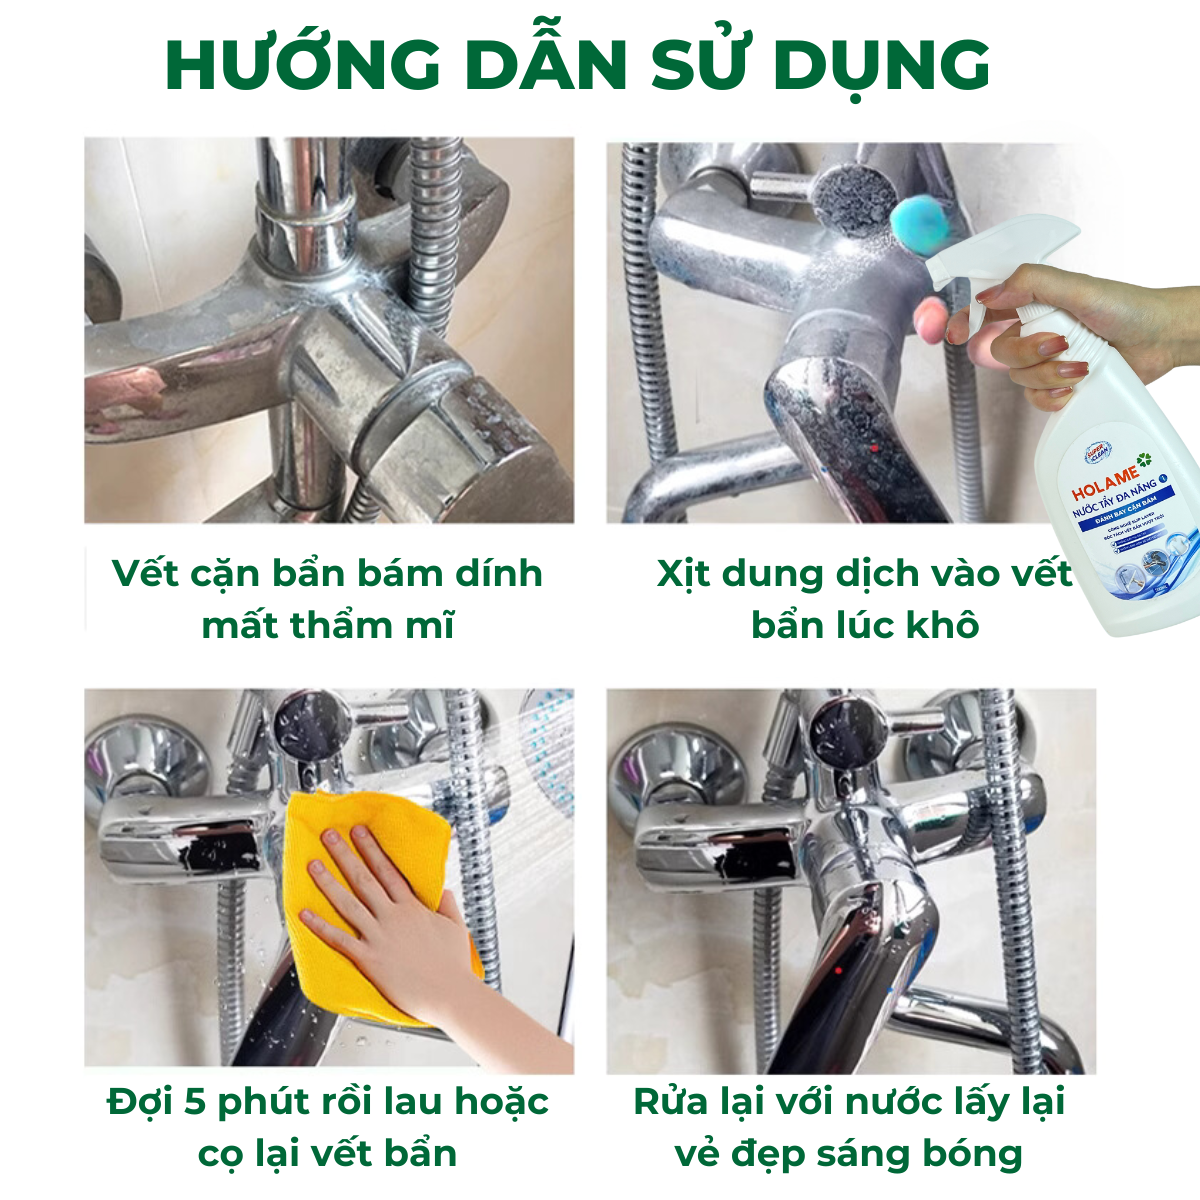 HƯỚNG DẪN SỬ DỤNG
Vết cặn bẩn bám dính
mất thẩm mĩ
Xịt dung dịch vào vết
bẩn lúc khô
SUPER
CLEAN
HOLAME
NƯỚC TẨY ĐA NĂNG
ĐÁNH BAY CẶN BÁM
Đợi 5 phút rồi lau hoặc
cọ lại vết bẩn
Rửa lại với nước lấy lại
vẻ đẹp sáng bóng